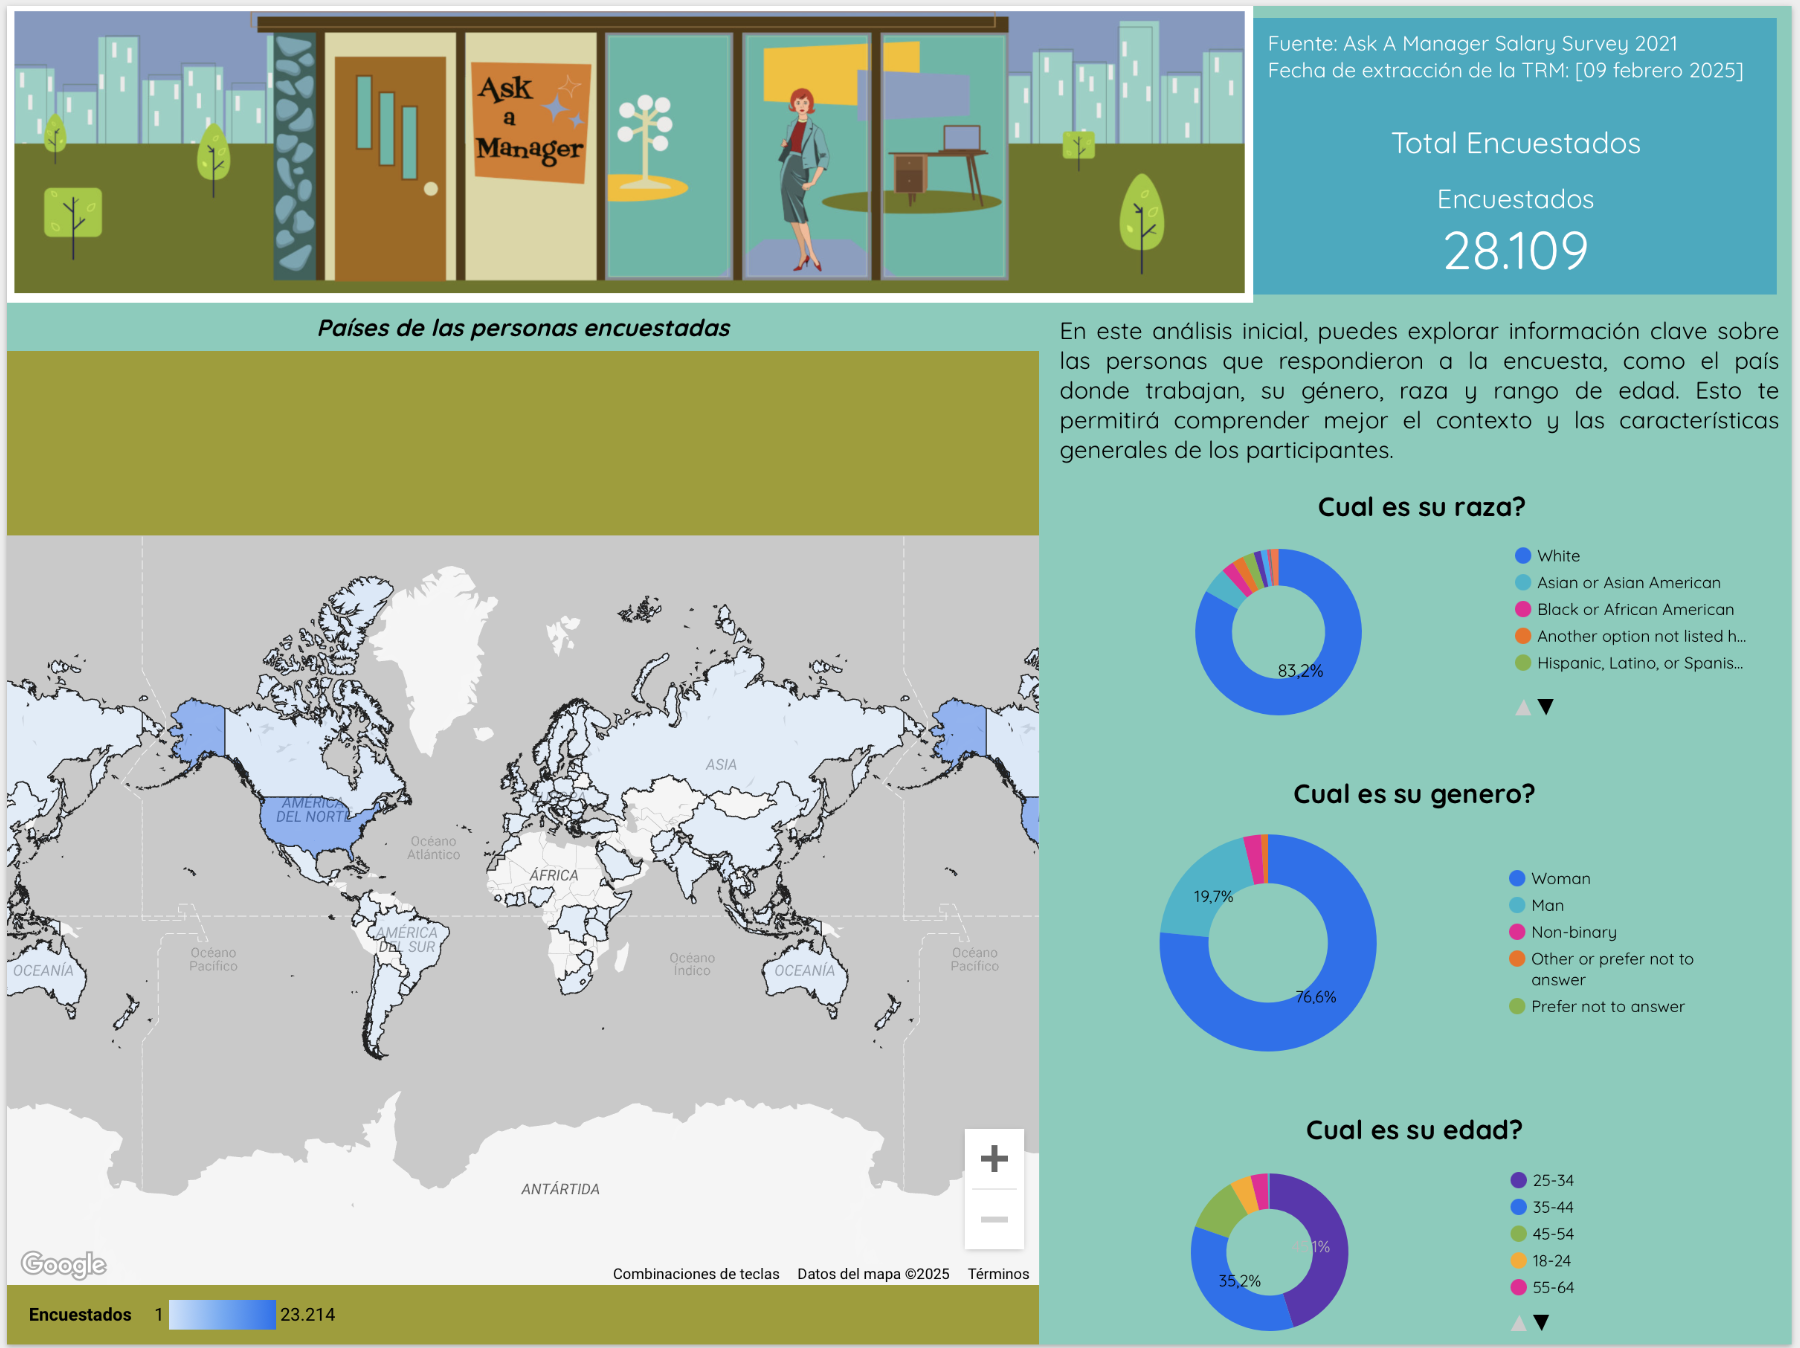 Ask
a
Manager
Fuente: Ask A Manager Salary Survey 2021
Fecha de extracción de la TRM: [09 febrero 2025]
Total Encuestados
Encuestados
28.109
Países de las personas encuestadas
En este análisis inicial, puedes explorar información clave sobre
las personas que respondieron a la encuesta, como el país
donde trabajan, su género, raza y rango de edad. Esto te
permitirá comprender mejor el contexto y las características
generales de los participantes.
Cual es su raza?
83,2%
White
Asian or Asian American
Black or African American
Another option not listed h...
Hispanic, Latino, or Spanis...
Cual es su genero?
19,7%
76,6%
Woman
Man
Non-binary
Other or prefer not to
answer
Prefer not to answer
Cual es su edad?
35,2%
25-34
35-44
45-54
18-24
55-64
ASIA
AMÉRICA
DEL NORTE
Océano
Atlántico
ÁFRICA
AMÉRICA
DEL SUR
OCEANÍA
Océano
Pacífico
Océano
Índico
OCEANÍA
Océano
Pacífico
ANTÁRTIDA
Google
Combinaciones de teclas
Datos del mapa ©2025
Términos
Encuestados 1 23.214